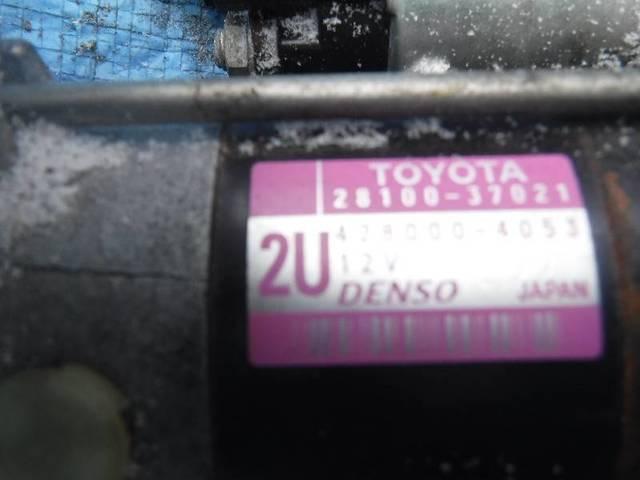 TOYOTA
28100-37021
2U
428000-4053
12V
DENSO JAPAN